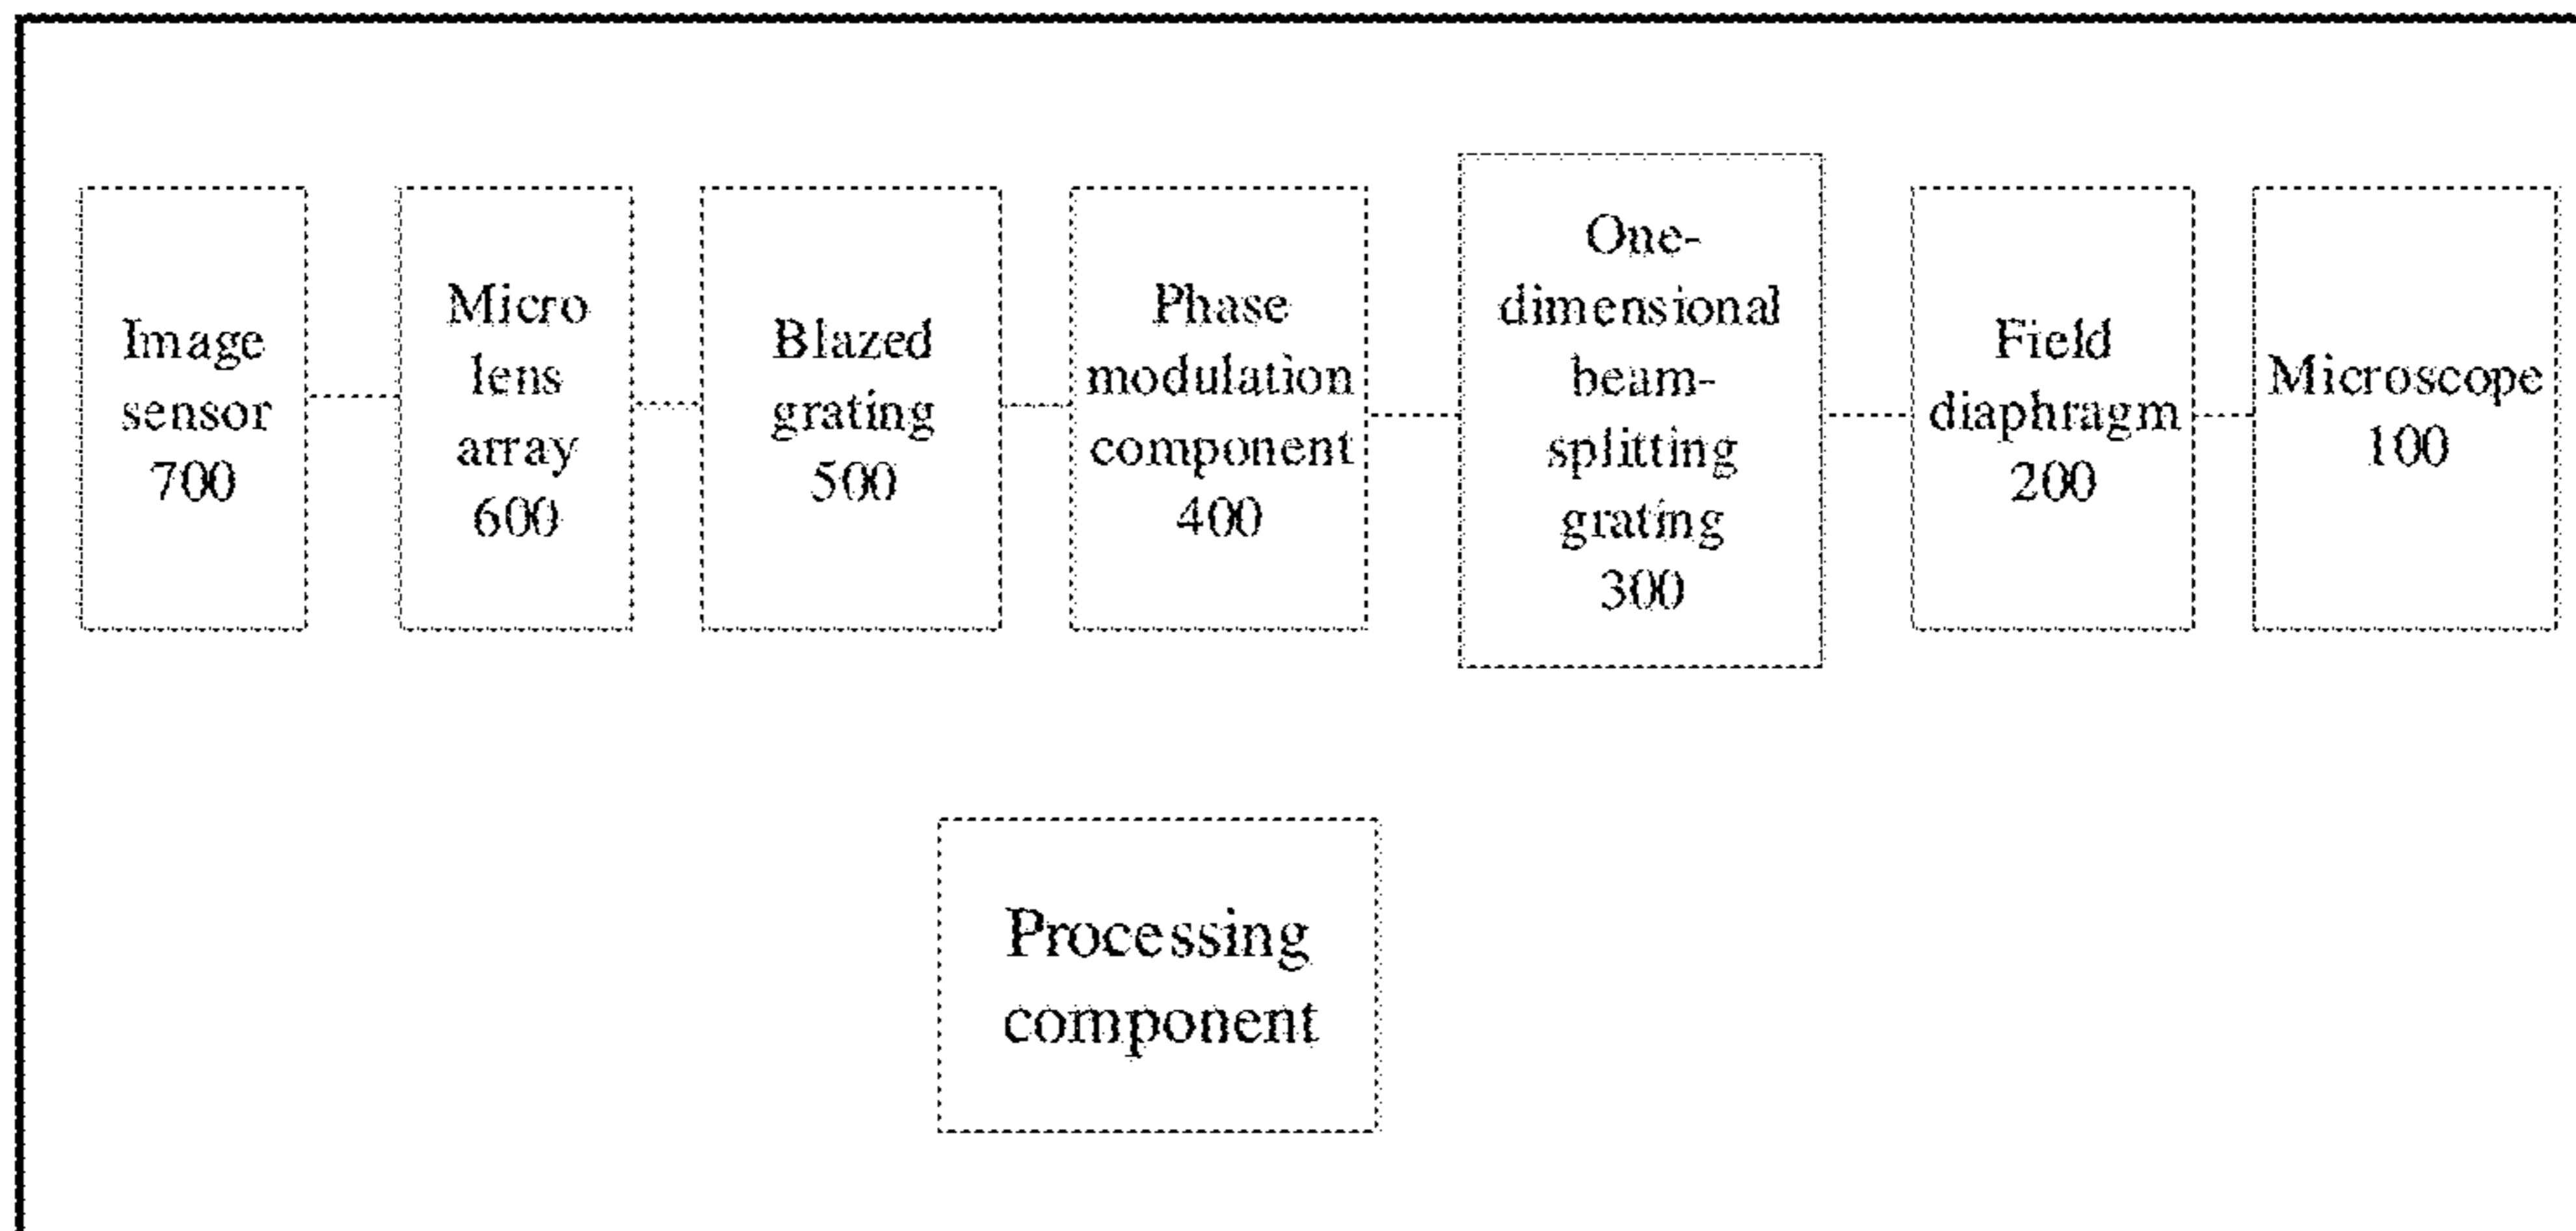 Image
sensor
700
Micro
lens
array
600
Blazed
grating
500
Phase
modulation
component
400
One-
dimensional
beam-
splitting
grating
300
Field
diaphragm
200
Microscope
100
Processing
component